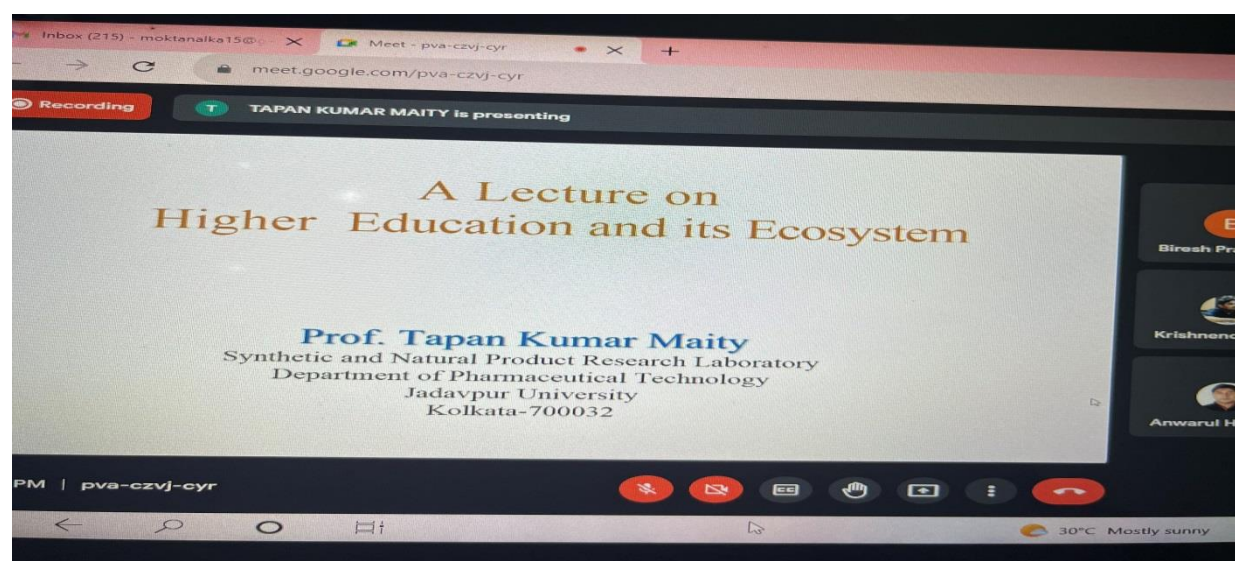 Inbox (215) - moktanalka15@
Meet - pva-czvj-cyr
meet.google.com/pva-czvj-cyr
Recording
T
TAPAN KUMAR MAITY is presenting
A Lecture on
Higher Education and its Ecosystem
Prof. Tapan Kumar Maity
Synthetic and Natural Product Research Laboratory
Department of Pharmaceutical Technology
Jadavpur University
Kolkata-700032
Biresh Pr
Krishnen
Anwarul H
PM | pva-czvj-cyr
CC
30°C Mostly sunny